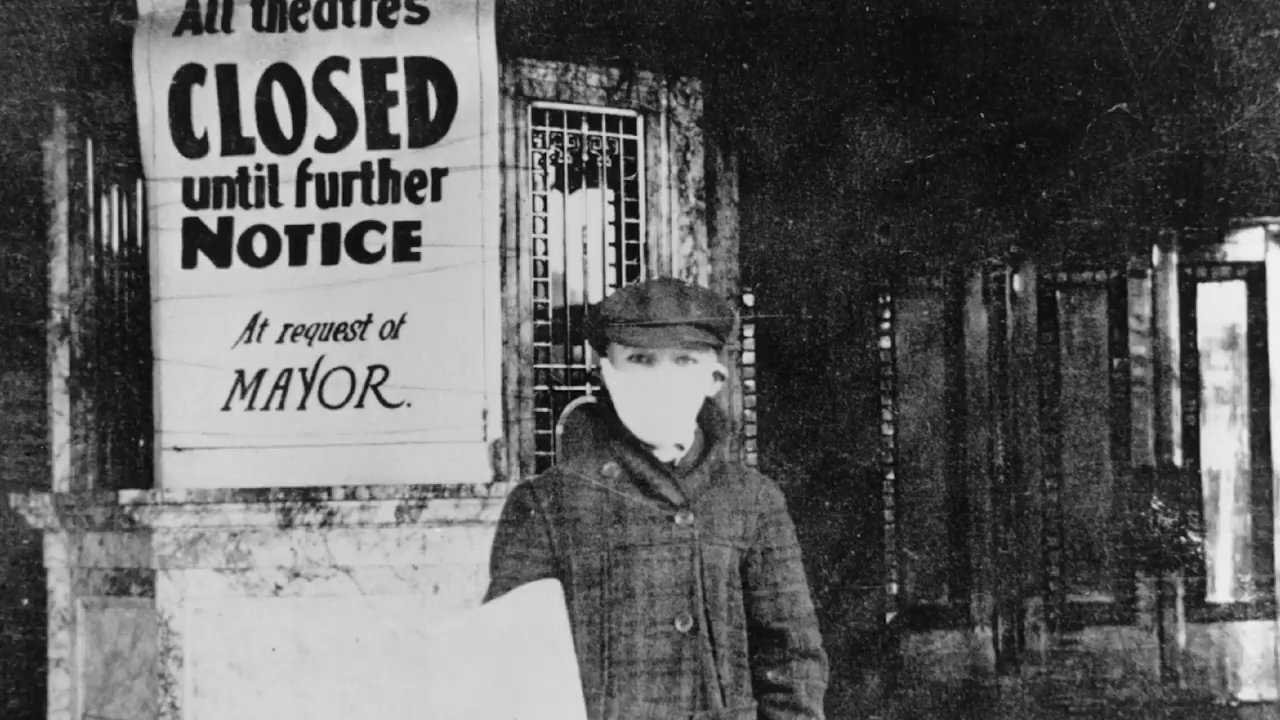 All theatres
CLOSED
until further
NOTICE
At request of
MAYOR.